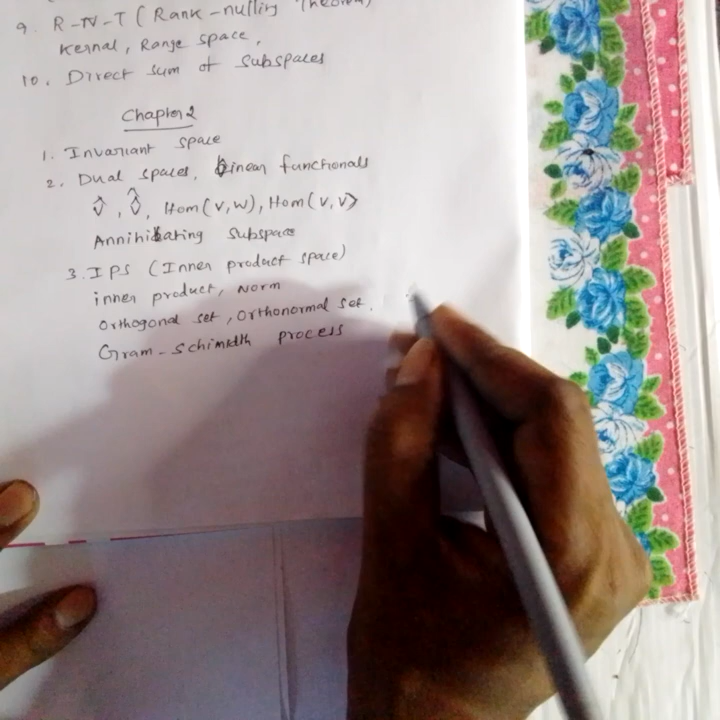 9. R-N-T (Rank-nullity Theorem)
Kernal, Range space,
10. Direct sum of subspaces
Chapter 2
1. Invariant space
2. Dual spaces, Linear functionals
V̂, V̂̂, Hom(V,W), Hom(V,V)
Annihilating subspace
3. IPS (Inner product space)
inner product, Norm
Orthogonal set, Orthonormal set.
Gram-Schimidth process